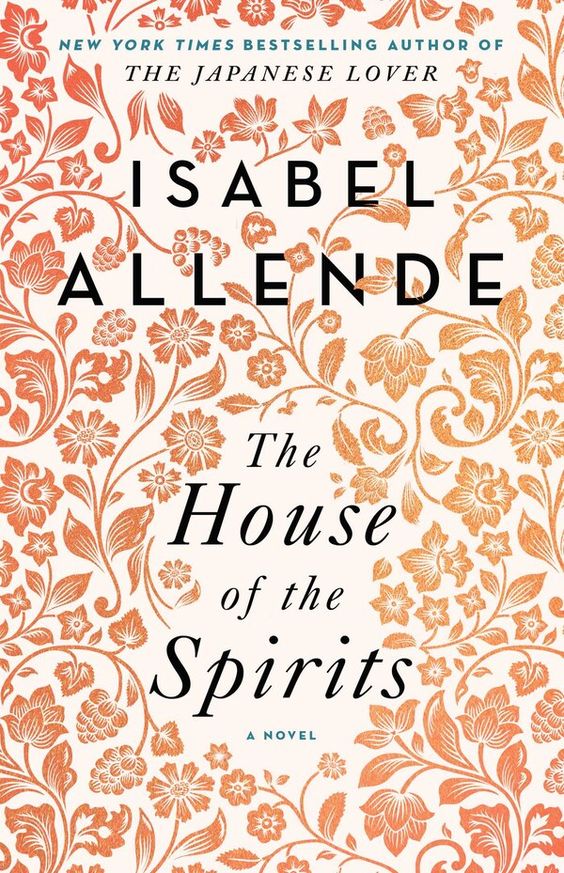 NEW YORK TIMES BESTSELLING AUTHOR OF
THE JAPANESE LOVER
ISABEL
ALLENDE
The
House
of the
Spirits
A NOVEL